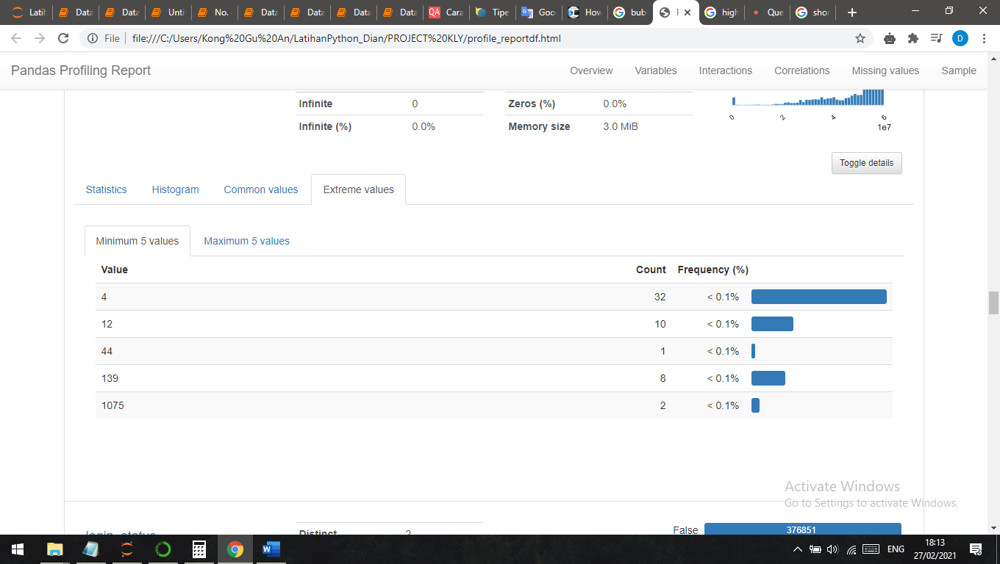 Latih Data Data Unti No. Data Data Data Data QA Cara Tipe Goo How bub F high Que shor
File file:///C:/Users/Kong%20Gu%20An/LatihanPython_Dian/PROJECT%20KLY/profile_reportdf.html D
Pandas Profiling Report Overview Variables Interactions Correlations Missing values Sample
Infinite 0 Zeros (%) 0.0%
Infinite (%) 0.0% Memory size 3.0 MiB
0 2 4 6
1e7
Toggle details
Statistics Histogram Common values Extreme values
Minimum 5 values Maximum 5 values
Value Count Frequency (%)
4 32 < 0.1%
12 10 < 0.1%
44 1 < 0.1%
139 8 < 0.1%
1075 2 < 0.1%
Activate Windows
Go to Settings to activate Windows.
login_status Distinct 2 False 376851
W ENG 18:13
27/02/2021